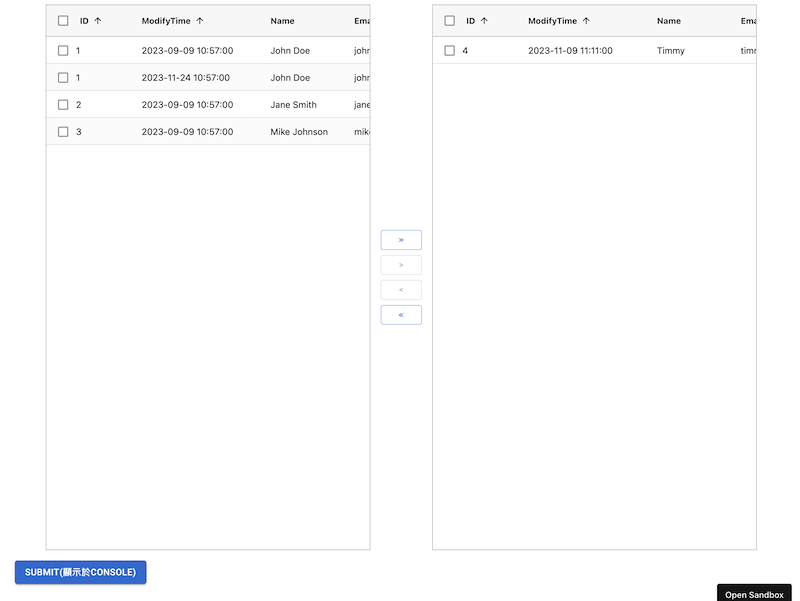 ID ↑ ModifyTime ↑ Name Ema
1 2023-09-09 10:57:00 John Doe john
1 2023-11-24 10:57:00 John Doe john
2 2023-09-09 10:57:00 Jane Smith jane
3 2023-09-09 10:57:00 Mike Johnson mike
»
>
<
«
ID ↑ ModifyTime ↑ Name Ema
4 2023-11-09 11:11:00 Timmy timm
SUBMIT(顯示於CONSOLE)
Open Sandbox